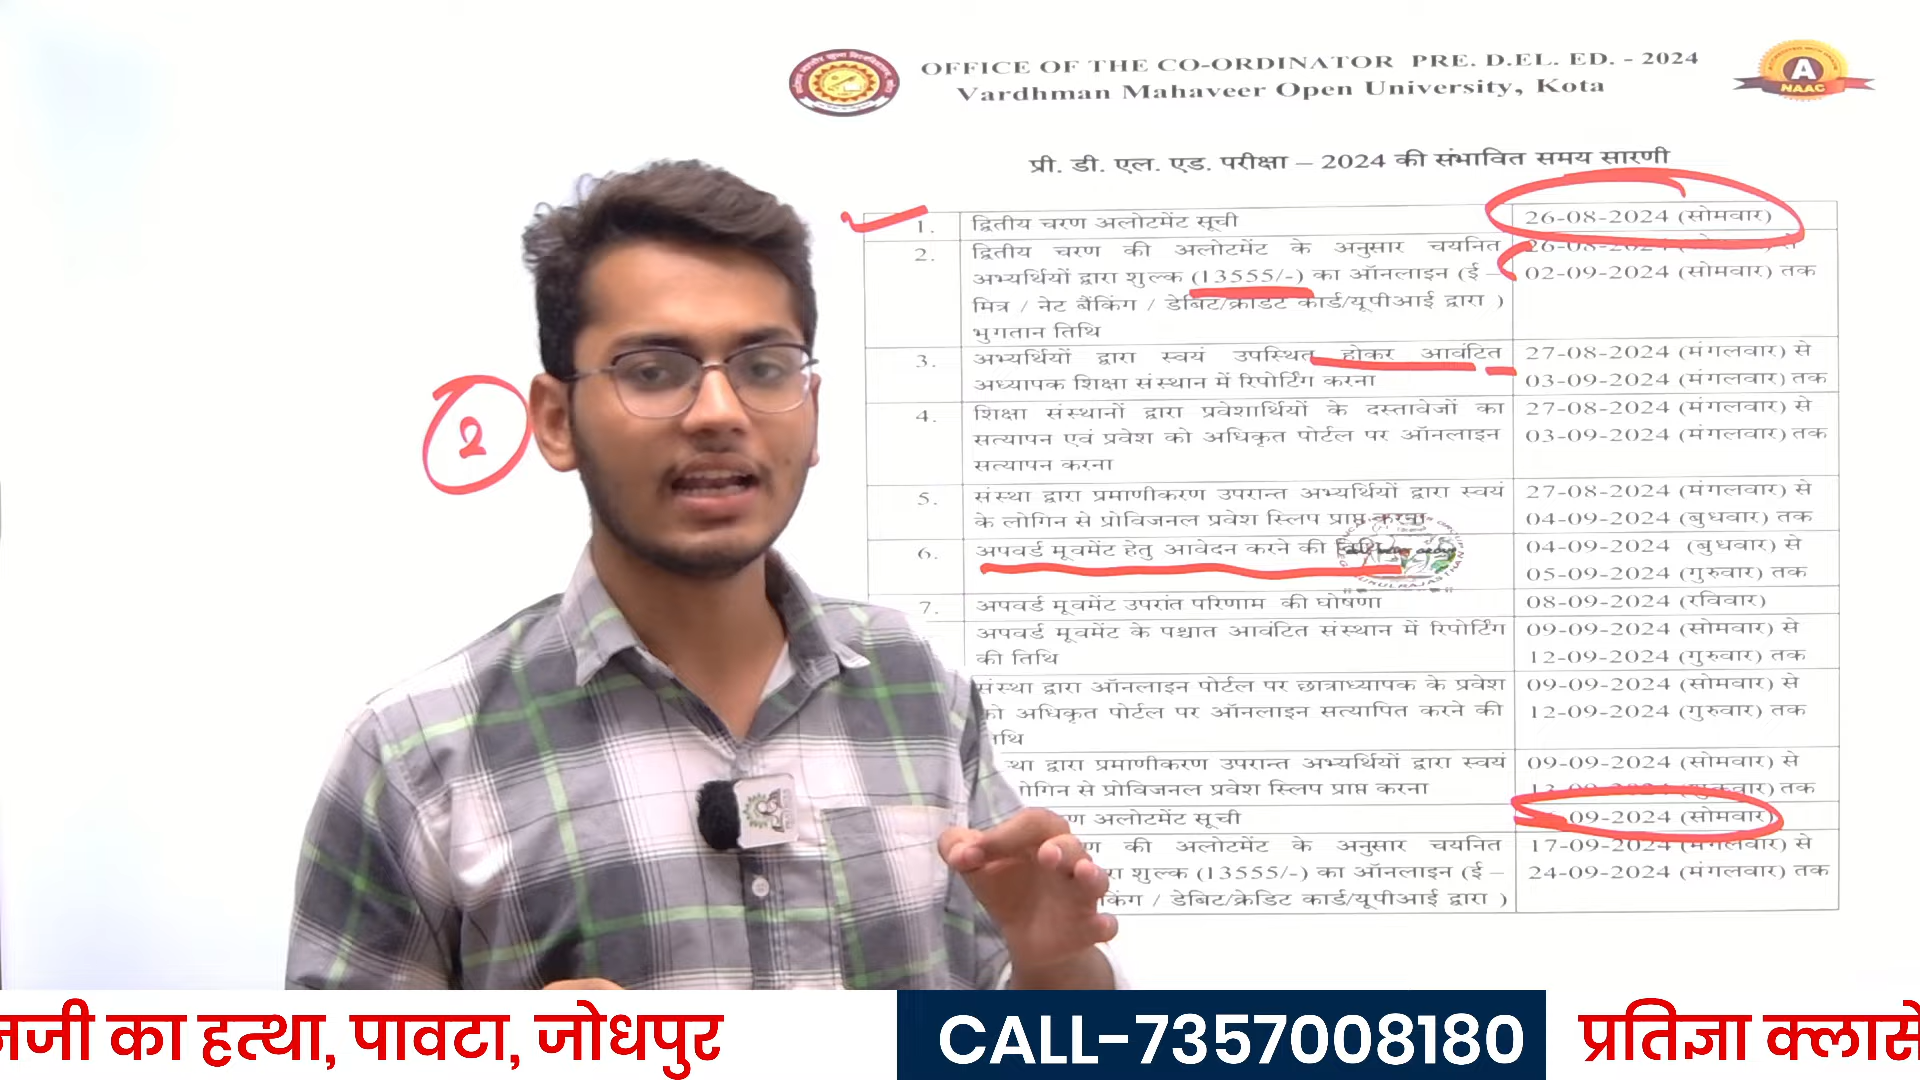 OFFICE OF THE CO-ORDINATOR PRE. D.EL. ED. - 2024
Vardhman Mahaveer Open University, Kota
A
NAAC
प्री. डी. एल. एड. परीक्षा – 2024 की संभावित समय सारणी
1. द्वितीय चरण अलोटमेंट सूची 26-08-2024 (सोमवार)
2. द्वितीय चरण की अलोटमेंट के अनुसार चयनित 26-08-2024 (सोमवार) से
अभ्यर्थियों द्वारा शुल्क (13555/-) का ऑनलाइन (ई – 02-09-2024 (सोमवार) तक
मित्र / नेट बैंकिंग / डेबिट/क्रेडिट कार्ड/यूपीआई द्वारा )
भुगतान तिथि
3. अभ्यर्थियों द्वारा स्वयं उपस्थित होकर आवंटित 27-08-2024 (मंगलवार) से
अध्यापक शिक्षा संस्थान में रिपोर्टिंग करना 03-09-2024 (मंगलवार) तक
4. शिक्षा संस्थानों द्वारा प्रवेशार्थियों के दस्तावेजों का 27-08-2024 (मंगलवार) से
सत्यापन एवं प्रवेश को अधिकृत पोर्टल पर ऑनलाइन 03-09-2024 (मंगलवार) तक
सत्यापन करना
2
5. संस्था द्वारा प्रमाणीकरण उपरान्त अभ्यर्थियों द्वारा स्वयं 27-08-2024 (मंगलवार) से
के लोगिन से प्रोविजनल प्रवेश स्लिप प्राप्त करना 04-09-2024 (बुधवार) तक
6. अपवर्ड मूवमेंट हेतु आवेदन करने की 04-09-2024 (बुधवार) से
05-09-2024 (गुरुवार) तक
7. अपवर्ड मूवमेंट उपरांत परिणाम की घोषणा 08-09-2024 (रविवार)
अपवर्ड मूवमेंट के पश्चात आवंटित संस्थान में रिपोर्टिंग 09-09-2024 (सोमवार) से
की तिथि 12-09-2024 (गुरुवार) तक
संस्था द्वारा ऑनलाइन पोर्टल पर छात्राध्यापक के प्रवेश 09-09-2024 (सोमवार) से
को अधिकृत पोर्टल पर ऑनलाइन सत्यापित करने की 12-09-2024 (गुरुवार) तक
द्वारा प्रमाणीकरण उपरान्त अभ्यर्थियों द्वारा स्वयं 09-09-2024 (सोमवार) से
से प्रोविजनल प्रवेश स्लिप प्राप्त करना 13-09-2024 (शुक्रवार) तक
अलोटमेंट सूची 09-2024 (सोमवार)
की अलोटमेंट के अनुसार चयनित 17-09-2024 (मंगलवार) से
शुल्क (13555/-) का ऑनलाइन (ई – 24-09-2024 (मंगलवार) तक
/ डेबिट/क्रेडिट कार्ड/यूपीआई द्वारा )
का हत्था, पावटा, जोधपुर CALL-7357008180 प्रतिज्ञा